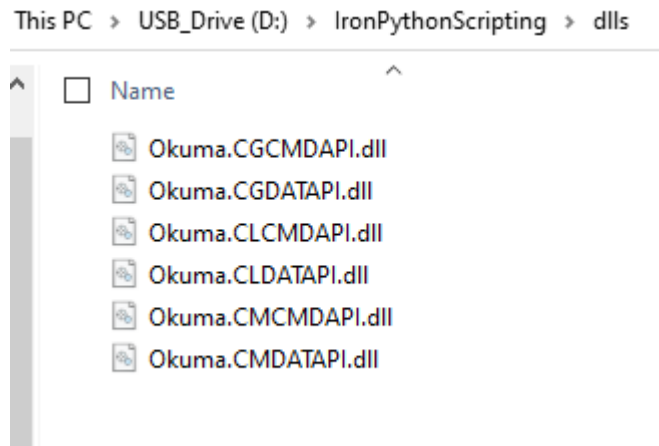 This PC > USB_Drive (D:) > IronPythonScripting > dlls
Name
Okuma.CGCMDAPI.dll
Okuma.CGDATAPI.dll
Okuma.CLCMDAPI.dll
Okuma.CLDATAPI.dll
Okuma.CMCMDAPI.dll
Okuma.CMDATAPI.dll